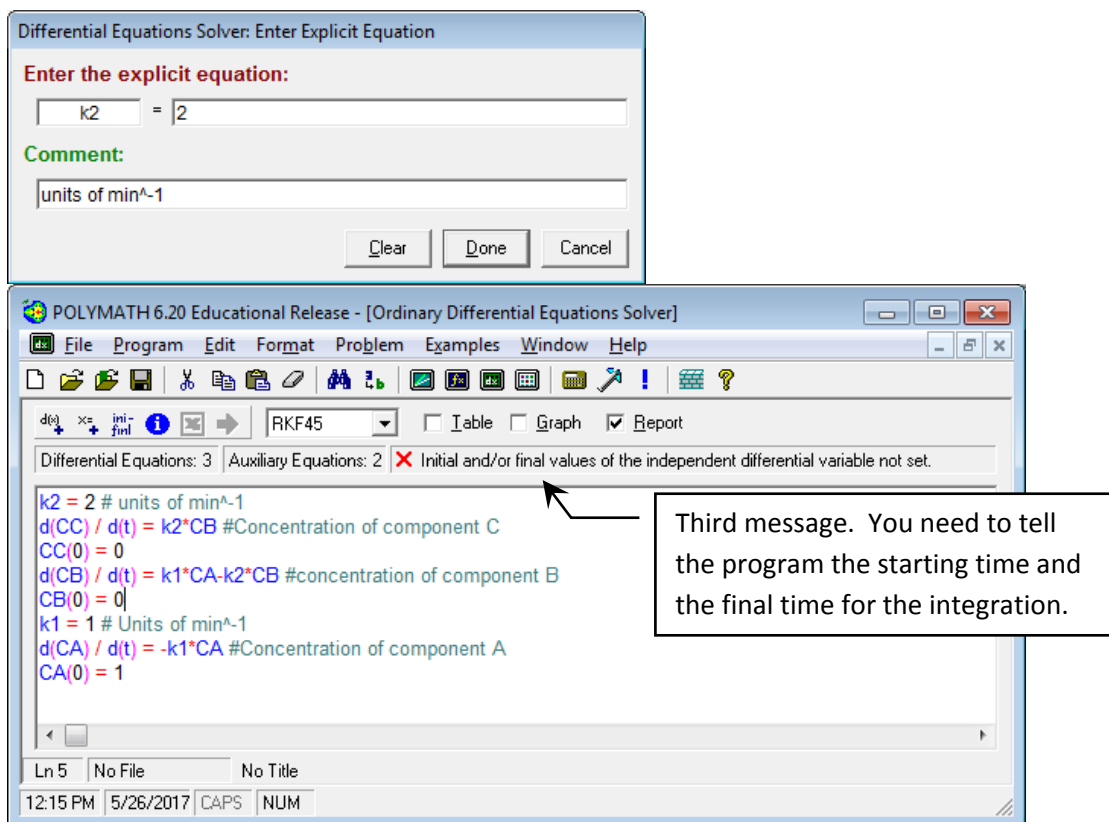 Differential Equations Solver: Enter Explicit Equation
Enter the explicit equation:
k2 = 2
Comment:
units of min^-1
Clear Done Cancel
POLYMATH 6.20 Educational Release - [Ordinary Differential Equations Solver]
File Program Edit Format Problem Examples Window Help
d(x) x= ini- finl RKF45 Table Graph Report
Differential Equations: 3 Auxiliary Equations: 2 Initial and/or final values of the independent differential variable not set.
k2 = 2 # units of min^-1
d(CC) / d(t) = k2*CB #Concentration of component C
CC(0) = 0
d(CB) / d(t) = k1*CA-k2*CB #concentration of component B
CB(0) = 0
k1 = 1 # Units of min^-1
d(CA) / d(t) = -k1*CA #Concentration of component A
CA(0) = 1
Third message. You need to tell
the program the starting time and
the final time for the integration.
Ln 5 No File No Title
12:15 PM 5/26/2017 CAPS NUM